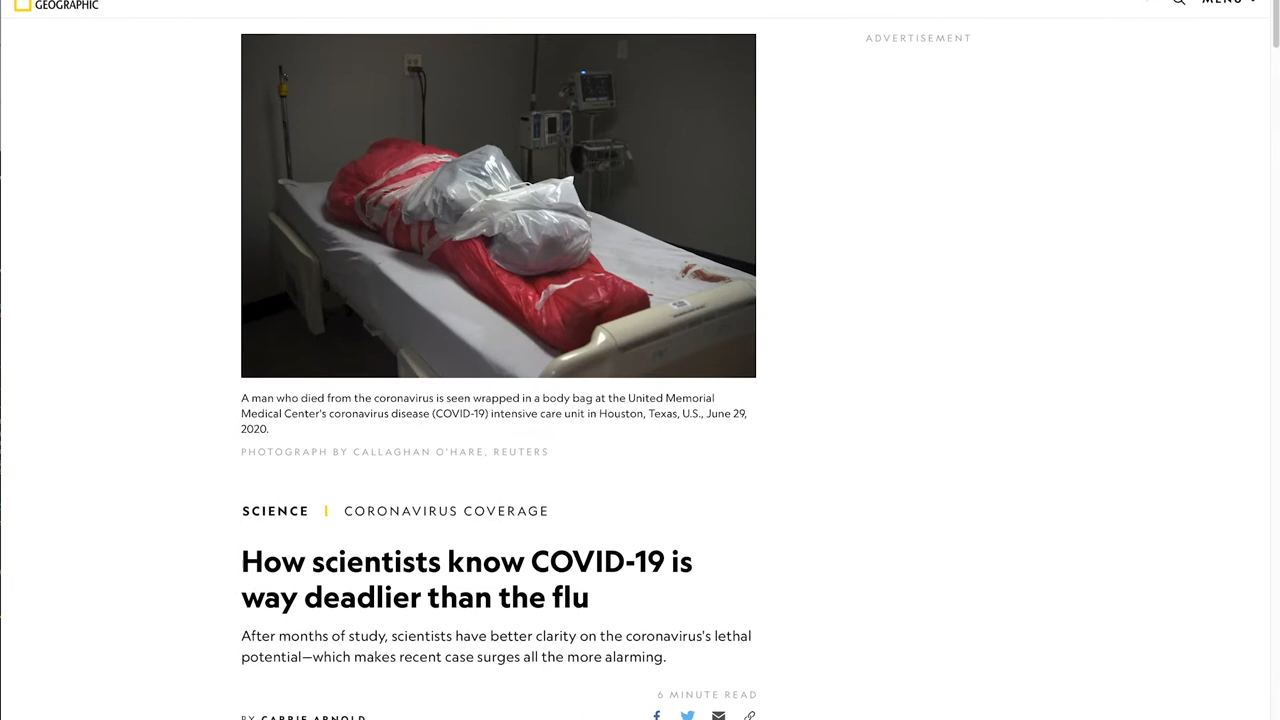 GEOGRAPHIC
MENU
ADVERTISEMENT
A man who died from the coronavirus is seen wrapped in a body bag at the United Memorial
Medical Center's coronavirus disease (COVID-19) intensive care unit in Houston, Texas, U.S., June 29,
2020.
PHOTOGRAPH BY CALLAGHAN O'HARE, REUTERS
SCIENCE | CORONAVIRUS COVERAGE
How scientists know COVID-19 is
way deadlier than the flu
After months of study, scientists have better clarity on the coronavirus's lethal
potential—which makes recent case surges all the more alarming.
6 MINUTE READ
BY CARRIE ARNOLD